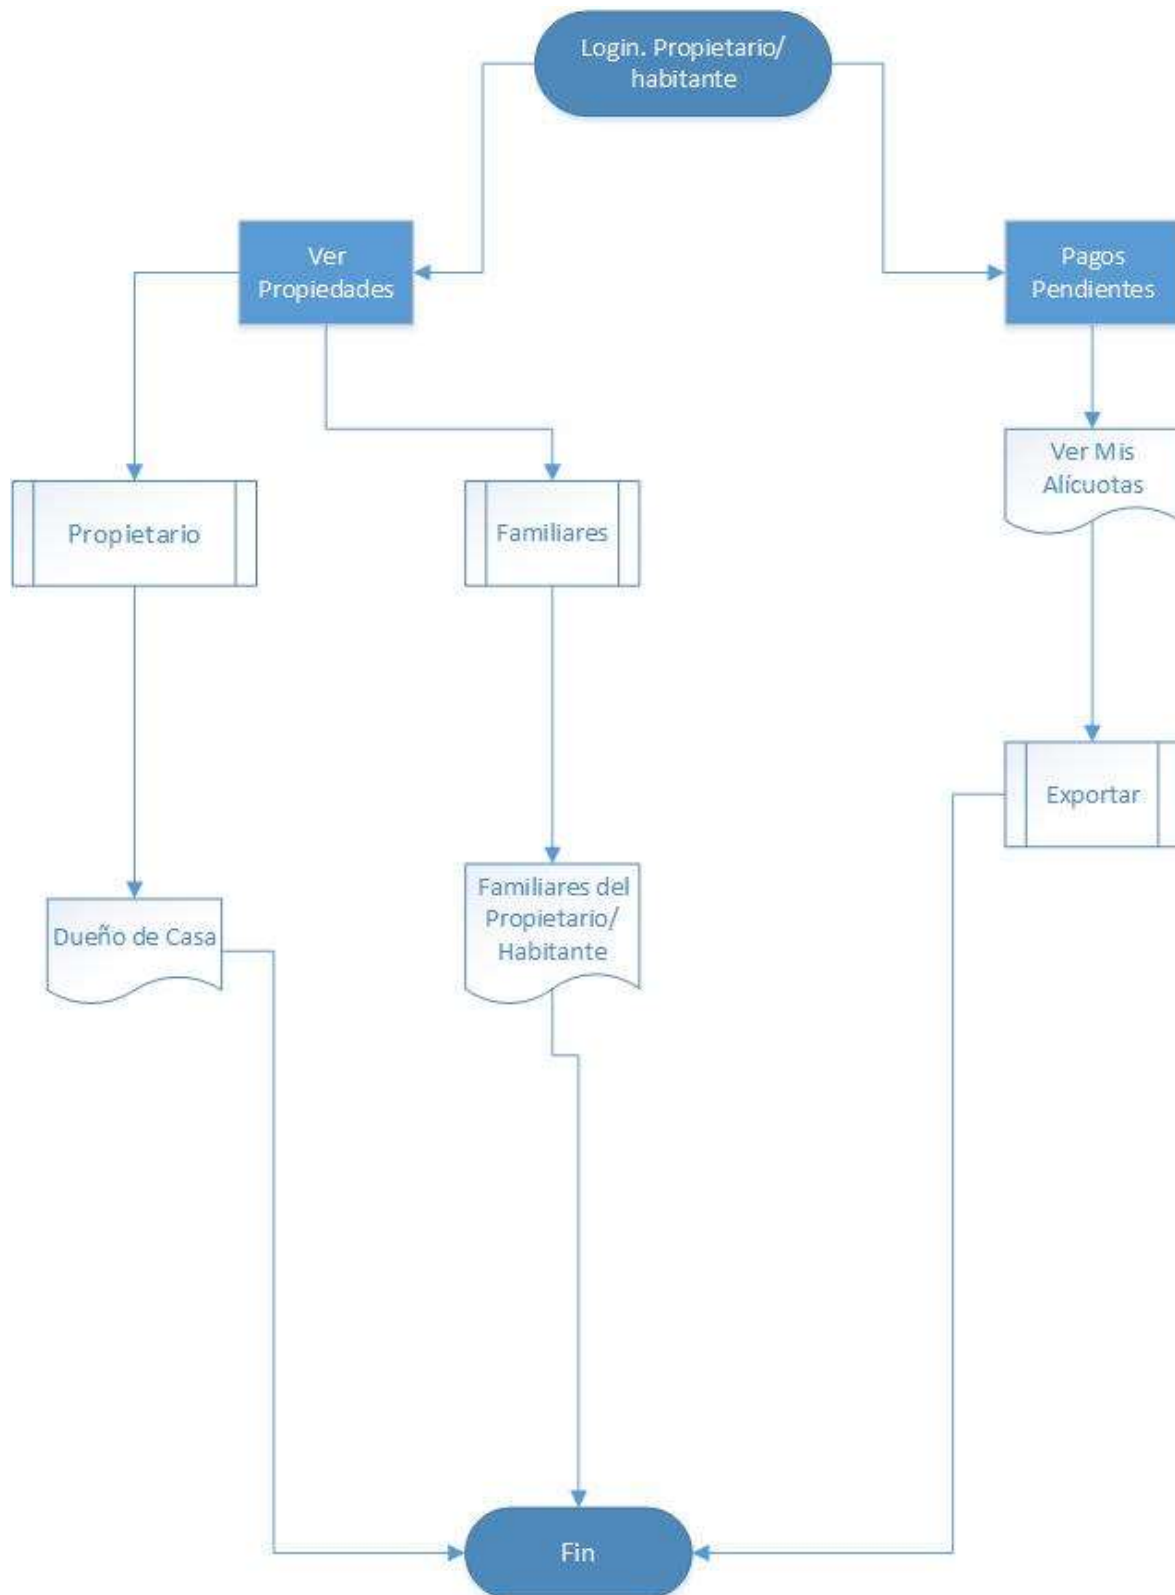 Login. Propietario/
habitante
Ver
Propiedades
Pagos
Pendientes
Propietario
Familiares
Ver Mis
Alícuotas
Exportar
Dueño de Casa
Familiares del
Propietario/
Habitante
Fin